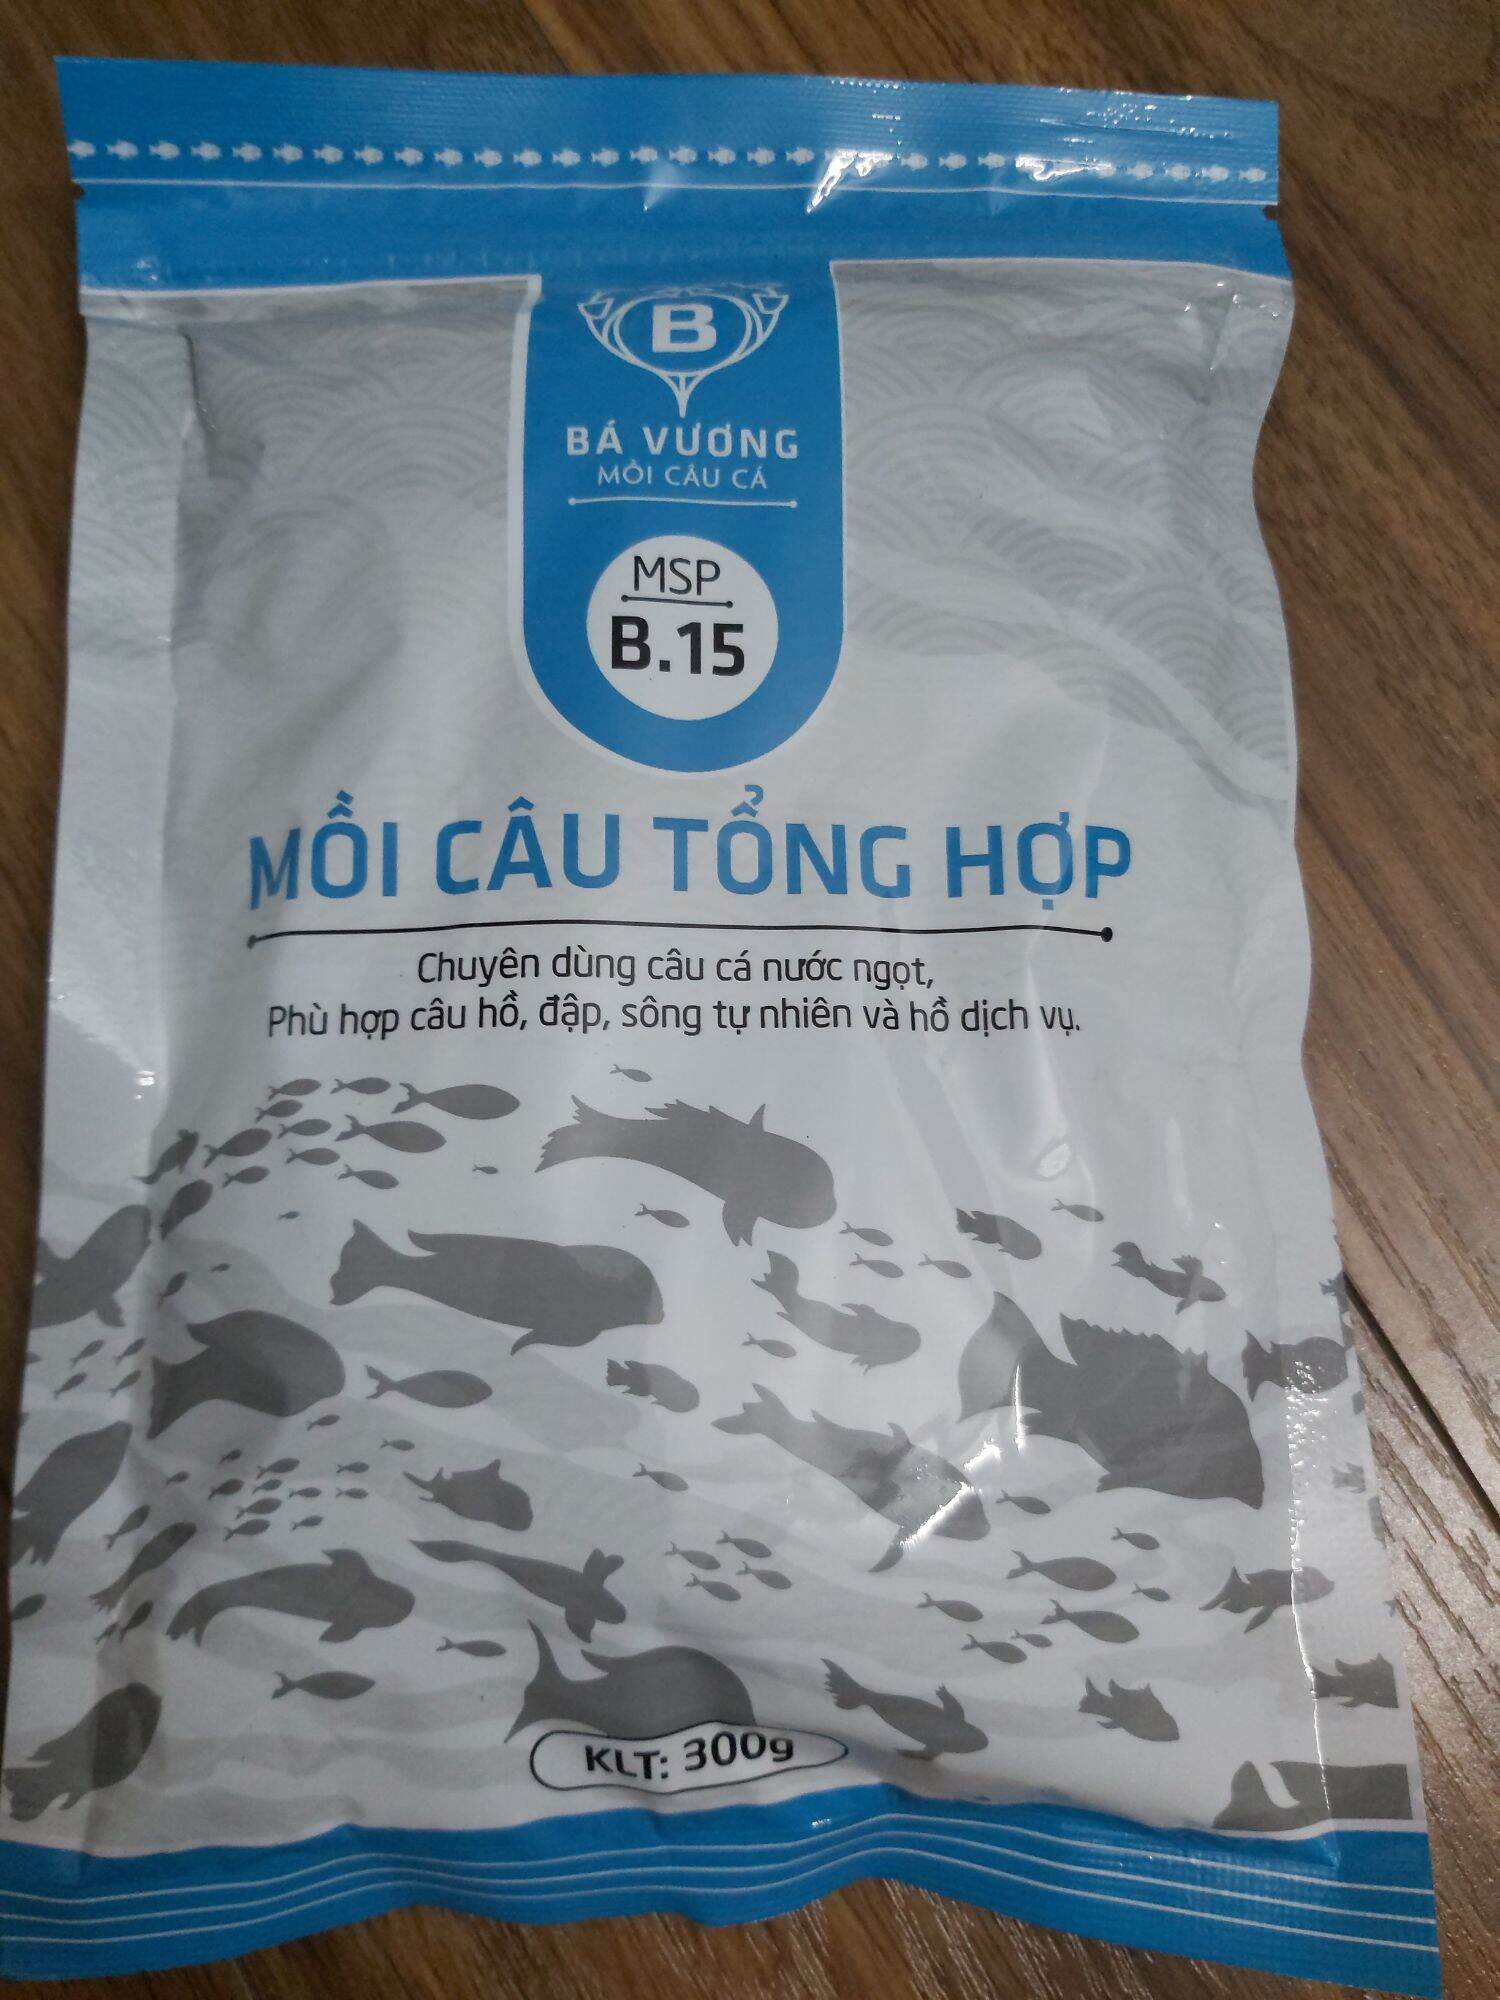 B
BÁ VƯƠNG
MỒI CÂU CÁ
MSP
B.15
MỒI CÂU TỔNG HỢP
Chuyên dùng câu cá nước ngọt,
Phù hợp câu hồ, đập, sông tự nhiên và hồ dịch vụ.
KLT: 300g